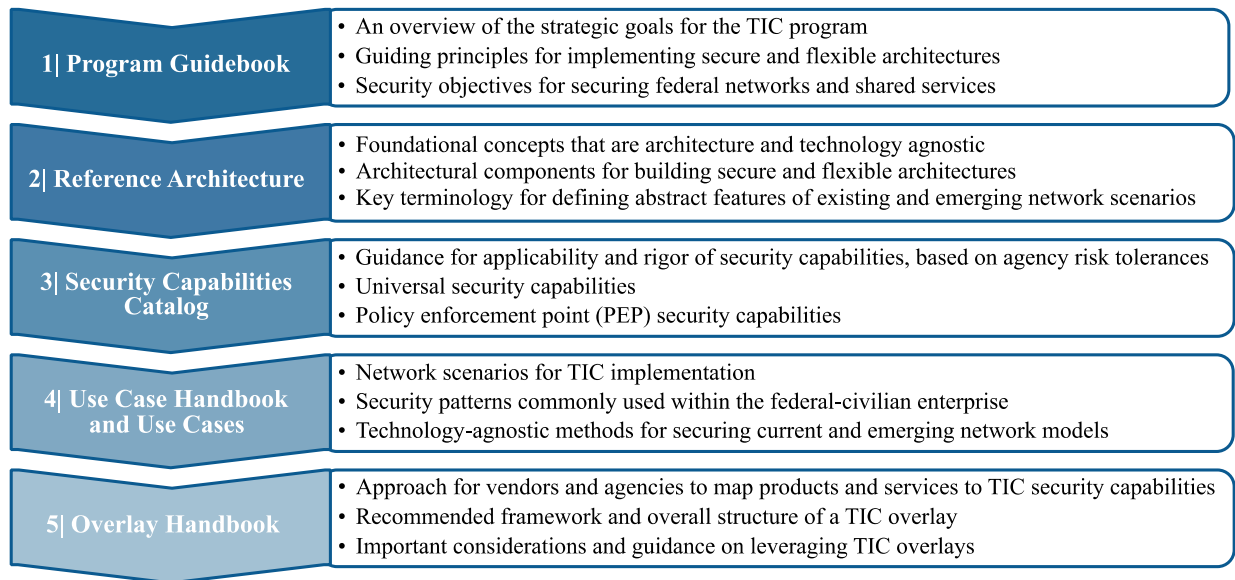 1| Program Guidebook
• An overview of the strategic goals for the TIC program
• Guiding principles for implementing secure and flexible architectures
• Security objectives for securing federal networks and shared services
2| Reference Architecture
• Foundational concepts that are architecture and technology agnostic
• Architectural components for building secure and flexible architectures
• Key terminology for defining abstract features of existing and emerging network scenarios
3| Security Capabilities
Catalog
• Guidance for applicability and rigor of security capabilities, based on agency risk tolerances
• Universal security capabilities
• Policy enforcement point (PEP) security capabilities
4| Use Case Handbook
and Use Cases
• Network scenarios for TIC implementation
• Security patterns commonly used within the federal-civilian enterprise
• Technology-agnostic methods for securing current and emerging network models
5| Overlay Handbook
• Approach for vendors and agencies to map products and services to TIC security capabilities
• Recommended framework and overall structure of a TIC overlay
• Important considerations and guidance on leveraging TIC overlays